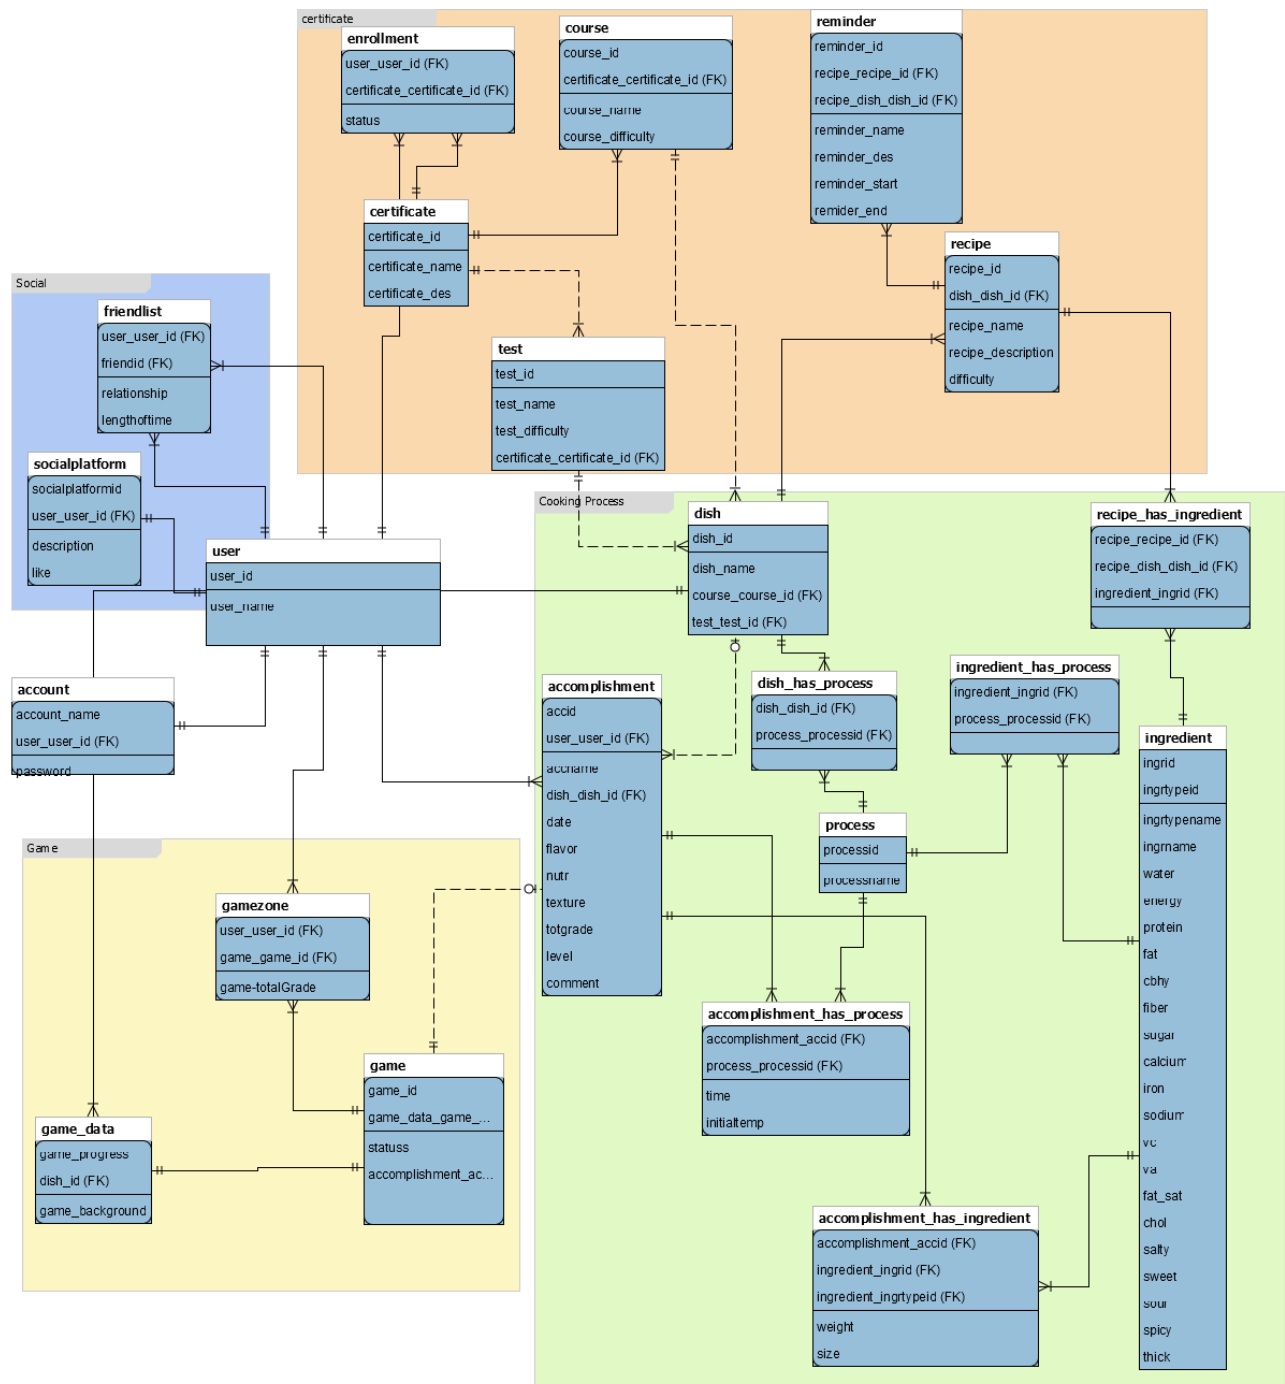 certificate
enrollment
user_user_id (FK)
certificate_certificate_id (FK)
status
course
course_id
certificate_certificate_id (FK)
course_name
course_difficulty
reminder
reminder_id
recipe_recipe_id (FK)
recipe_dish_dish_id (FK)
reminder_name
reminder_des
reminder_start
remider_end
certificate
certificate_id
certificate_name
certificate_des
recipe
recipe_id
dish_dish_id (FK)
recipe_name
recipe_description
difficulty
test
test_id
test_name
test_difficulty
certificate_certificate_id (FK)
Social
friendlist
user_user_id (FK)
friendid (FK)
relationship
lengthoftime
socialplatform
socialplatformid
user_user_id (FK)
description
like
user
user_id
user_name
account
account_name
user_user_id (FK)
password
Cooking Process
dish
dish_id
dish_name
course_course_id (FK)
test_test_id (FK)
recipe_has_ingredient
recipe_recipe_id (FK)
recipe_dish_dish_id (FK)
ingredient_ingrid (FK)
accomplishment
accid
user_user_id (FK)
accname
dish_dish_id (FK)
date
flavor
nutr
texture
totgrade
level
comment
dish_has_process
dish_dish_id (FK)
process_processid (FK)
ingredient_has_process
ingredient_ingrid (FK)
process_processid (FK)
process
processid
processname
ingredient
ingrid
ingrtypeid
ingrtypename
ingrname
water
energy
protein
fat
cbhy
fiber
sugar
calcium
iron
sodium
vc
va
fat_sat
chol
salty
sweet
sour
spicy
thick
accomplishment_has_process
accomplishment_accid (FK)
process_processid (FK)
time
initialtemp
accomplishment_has_ingredient
accomplishment_accid (FK)
ingredient_ingrid (FK)
ingredient_ingrtypeid (FK)
weight
size
Game
gamezone
user_user_id (FK)
game_game_id (FK)
game-totalGrade
game
game_id
game_data_game_...
statuss
accomplishment_ac...
game_data
game_progress
dish_id (FK)
game_background